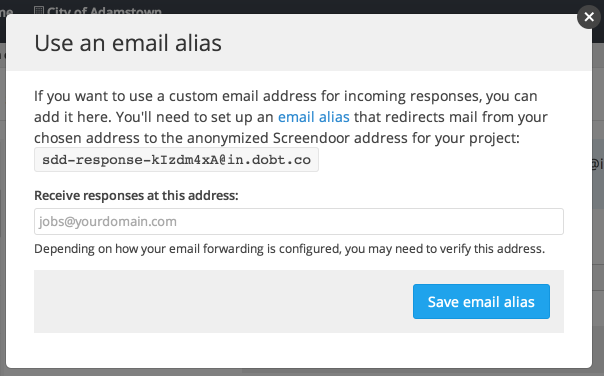 me City of Adamstown
Use an email alias
If you want to use a custom email address for incoming responses, you can
add it here. You'll need to set up an email alias that redirects mail from your
chosen address to the anonymized Screendoor address for your project:
sdd-response-kIzdm4xA@in.dobt.co
Receive responses at this address:
jobs@yourdomain.com
Depending on how your email forwarding is configured, you may need to verify this address.
Save email alias